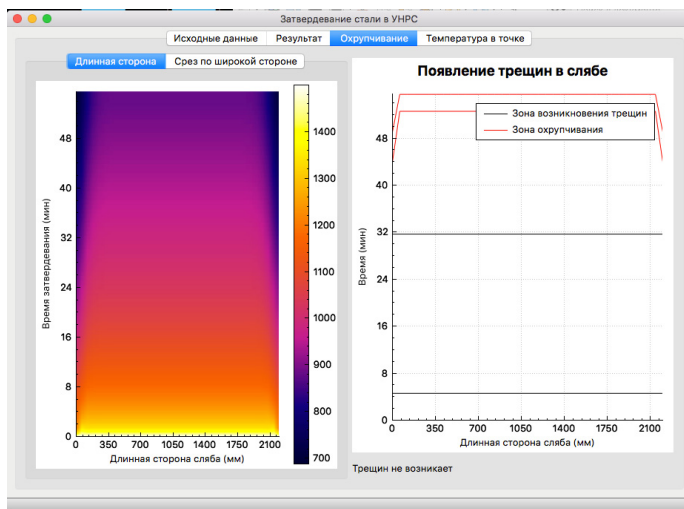 Затвердевание стали в УНРС
Исходные данные Результат Охрупчивание Температура в точке
Длинная сторона Срез по широкой стороне
Время затвердевания (мин)
48
40
32
24
16
8
0
0 350 700 1050 1400 1750 2100
Длинная сторона сляба (мм)
1400
1300
1200
1100
1000
900
800
700
Появление трещин в слябе
Зона возникновения трещин
Зона охрупчивания
Время (мин)
48
40
32
24
16
8
0
0 350 700 1050 1400 1750 2100
Длинная сторона сляба (мм)
Трещин не возникает